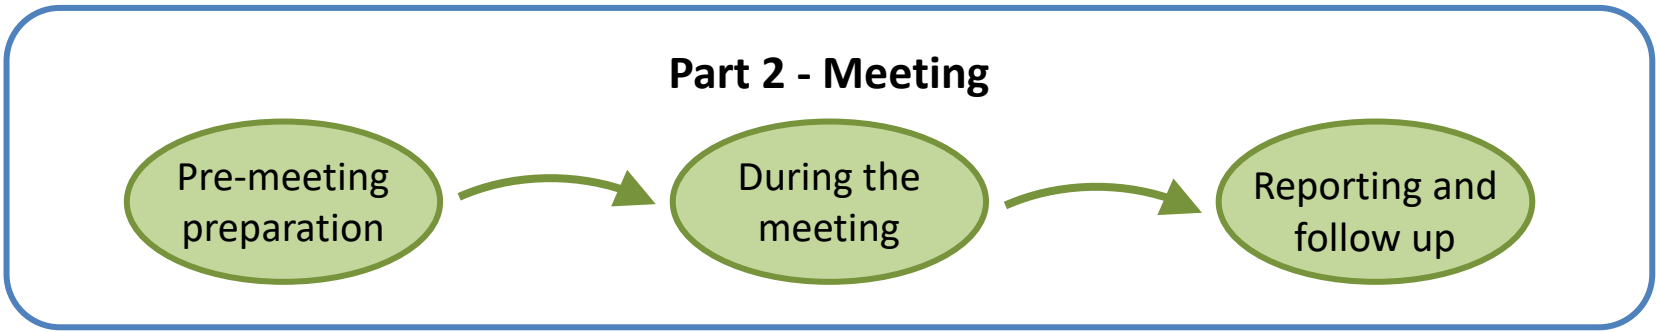 Part 2 - Meeting
Pre-meeting
preparation
During the
meeting
Reporting and
follow up